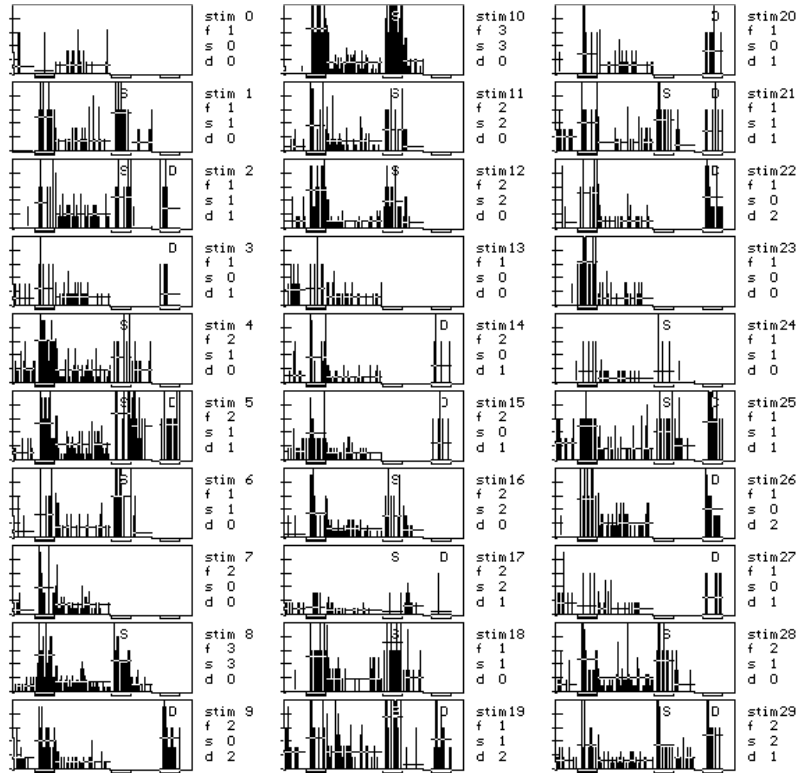 stim 0
f 1
s 0
d 0
S
stim 1
f 1
s 1
d 0
S D
stim 2
f 1
s 1
d 1
D
stim 3
f 1
s 0
d 1
S
stim 4
f 2
s 1
d 0
S D
stim 5
f 2
s 1
d 1
S
stim 6
f 1
s 1
d 0
stim 7
f 2
s 0
d 0
S
stim 8
f 3
s 3
d 0
D
stim 9
f 2
s 0
d 2
S
stim10
f 3
s 3
d 0
S
stim11
f 2
s 2
d 0
S
stim12
f 2
s 2
d 0
stim13
f 1
s 0
d 0
D
stim14
f 2
s 0
d 1
D
stim15
f 2
s 0
d 1
S
stim16
f 2
s 2
d 0
S D
stim17
f 2
s 2
d 1
S
stim18
f 1
s 1
d 0
S D
stim19
f 1
s 1
d 2
D
stim20
f 1
s 0
d 1
S D
stim21
f 1
s 1
d 1
D
stim22
f 1
s 0
d 2
stim23
f 1
s 0
d 0
S
stim24
f 1
s 1
d 0
S
stim25
f 1
s 1
d 1
D
stim26
f 1
s 0
d 2
D
stim27
f 1
s 0
d 1
S
stim28
f 2
s 1
d 0
S D
stim29
f 2
s 2
d 1